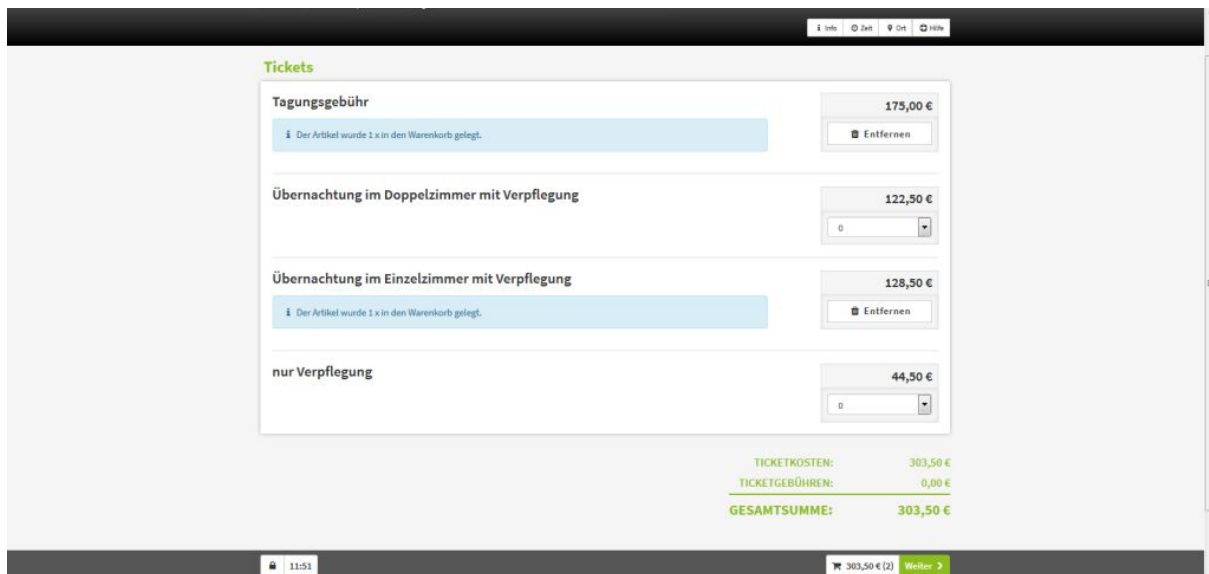 Info Zeit Ort Hilfe
Tickets
Tagungsgebühr
175,00 €
Der Artikel wurde 1 x in den Warenkorb gelegt.
Entfernen
Übernachtung im Doppelzimmer mit Verpflegung
122,50 €
0
Übernachtung im Einzelzimmer mit Verpflegung
128,50 €
Der Artikel wurde 1 x in den Warenkorb gelegt.
Entfernen
nur Verpflegung
44,50 €
0
TICKETKOSTEN: 303,50 €
TICKETGEBÜHREN: 0,00 €
GESAMTSUMME: 303,50 €
11:51
303,50 € (2) Weiter